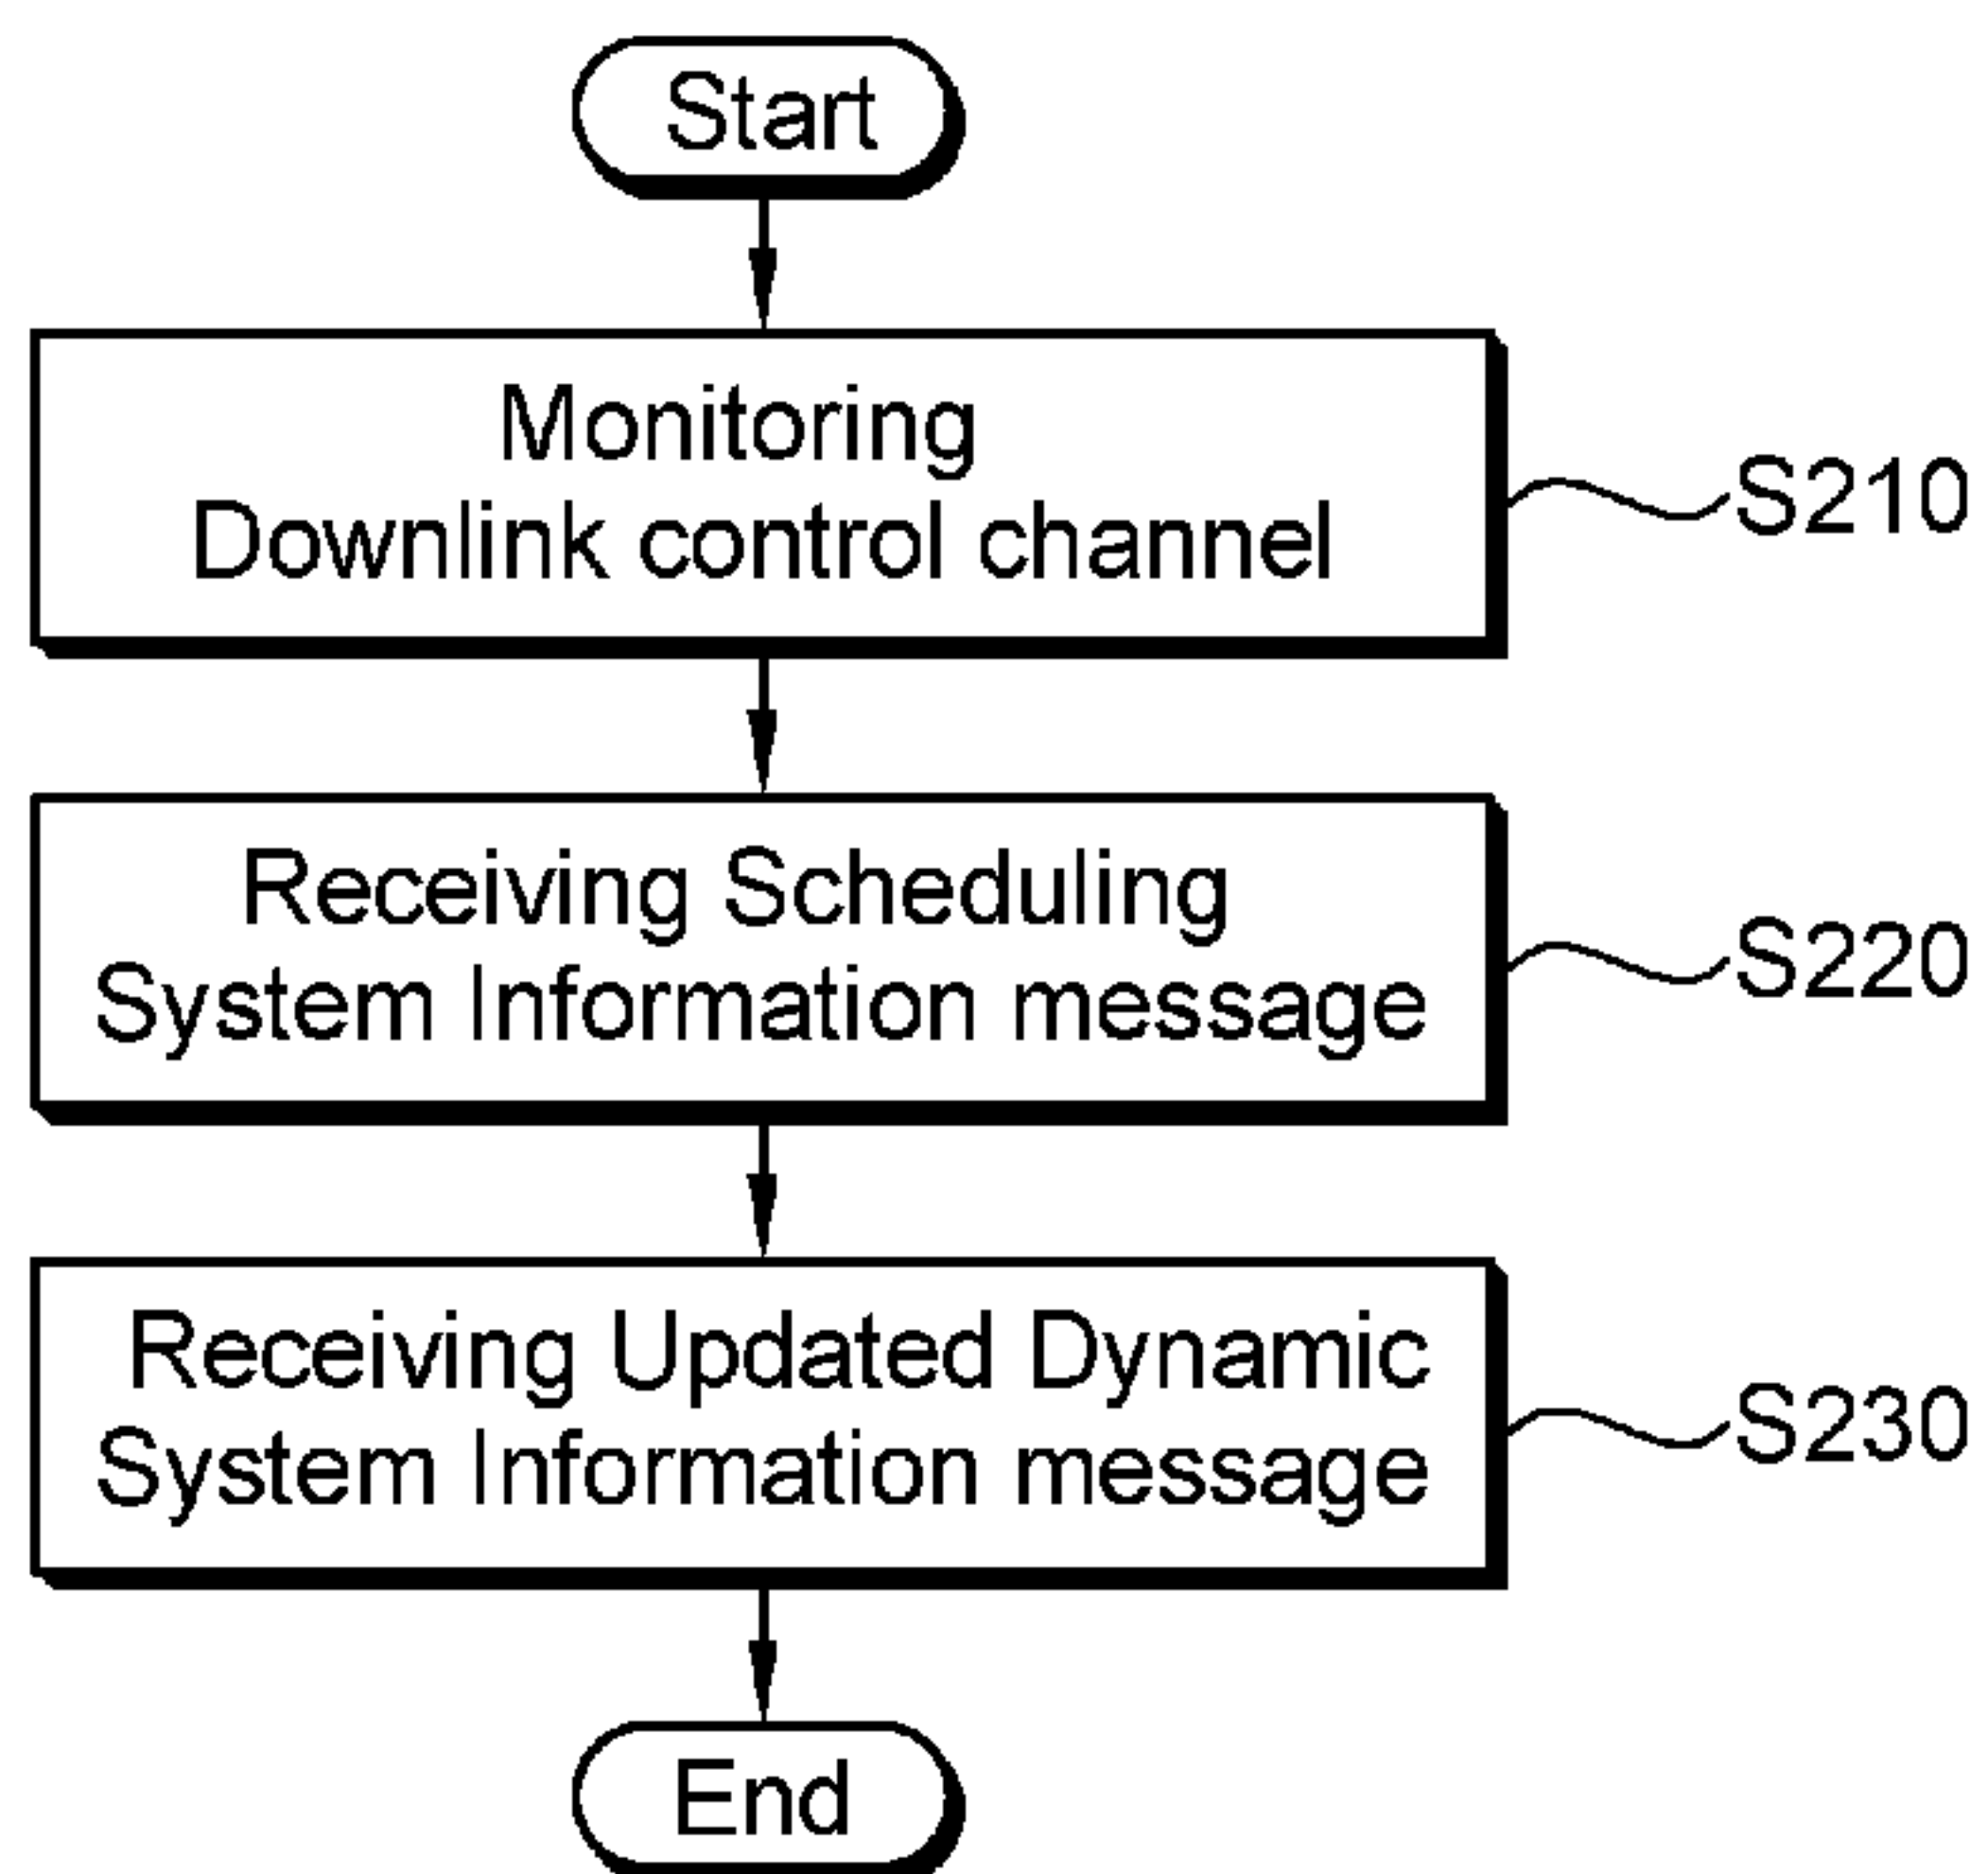 Start
Monitoring
Downlink control channel
S210
Receiving Scheduling
System Information message
S220
Receiving Updated Dynamic
System Information message
S230
End